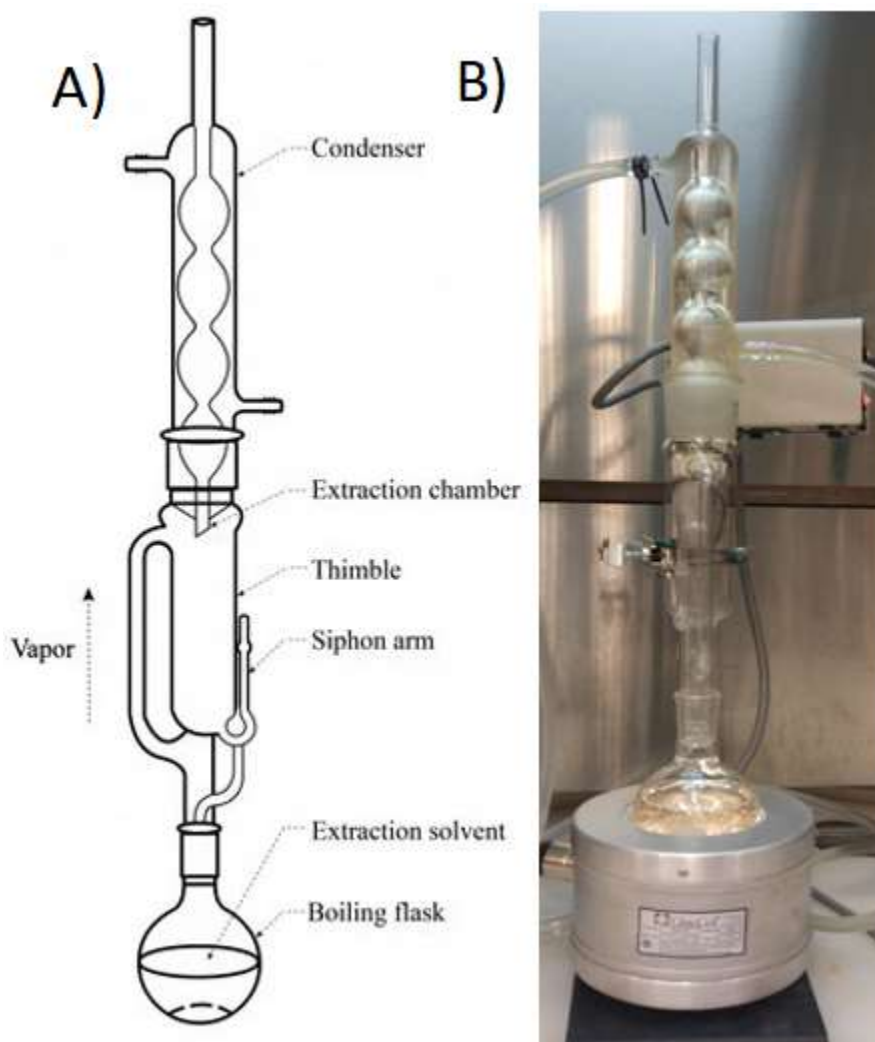 A)
B)
Condenser
Extraction chamber
Thimble
Siphon arm
Vapor
Extraction solvent
Boiling flask